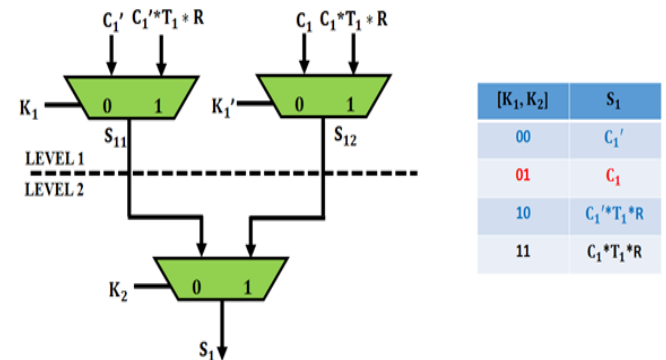 C₁' C₁'*T₁*R C₁ C₁*T₁*R
K₁ 0 1 K₁' 0 1
S₁₁ S₁₂
LEVEL 1
LEVEL 2
K₂ 0 1
S₁
[K₁, K₂] S₁
00 C₁'
01 C₁
10 C₁'*T₁*R
11 C₁*T₁*R